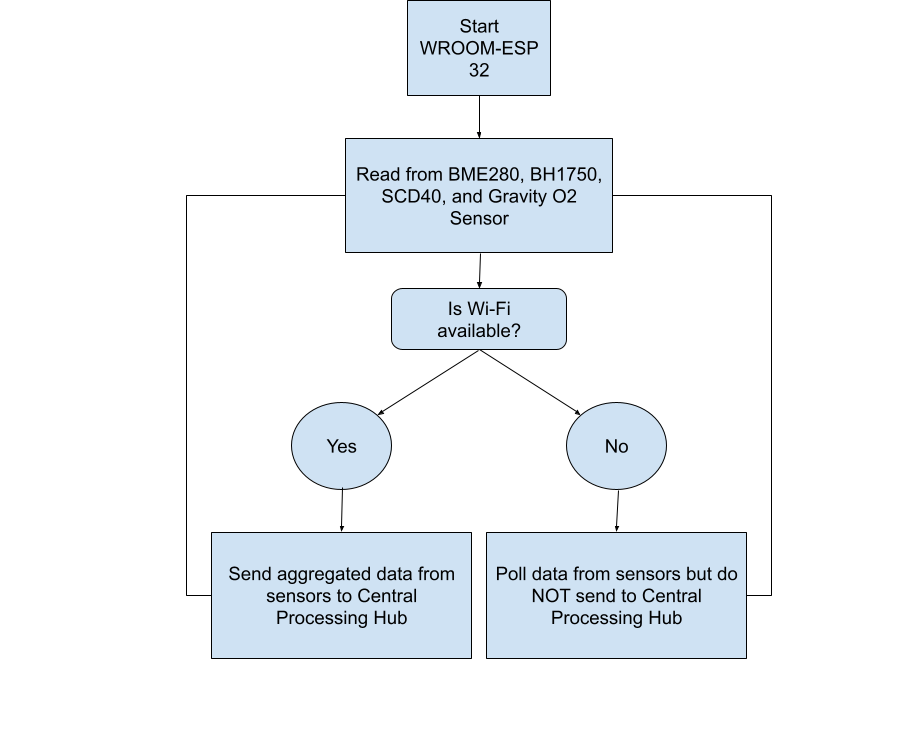 Start
WROOM-ESP
32
Read from BME280, BH1750,
SCD40, and Gravity O2
Sensor
Is Wi-Fi
available?
Yes
No
Send aggregated data from
sensors to Central
Processing Hub
Poll data from sensors but do
NOT send to Central
Processing Hub